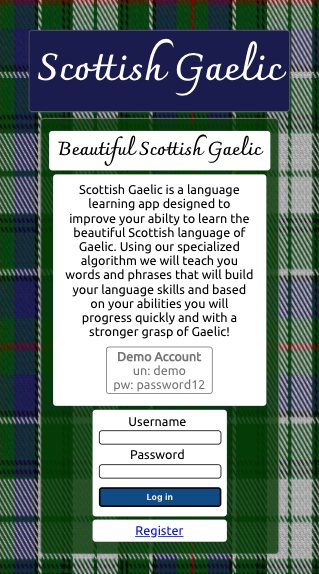 Scottish Gaelic
Beautiful Scottish Gaelic
Scottish Gaelic is a language
learning app designed to
improve your abilty to learn the
beautiful Scottish language of
Gaelic. Using our specialized
algorithm we will teach you
words and phrases that will build
your language skills and based
on your abilities you will
progress quickly and with a
stronger grasp of Gaelic!
Demo Account
un: demo
pw: password12
Username
Password
Log in
Register